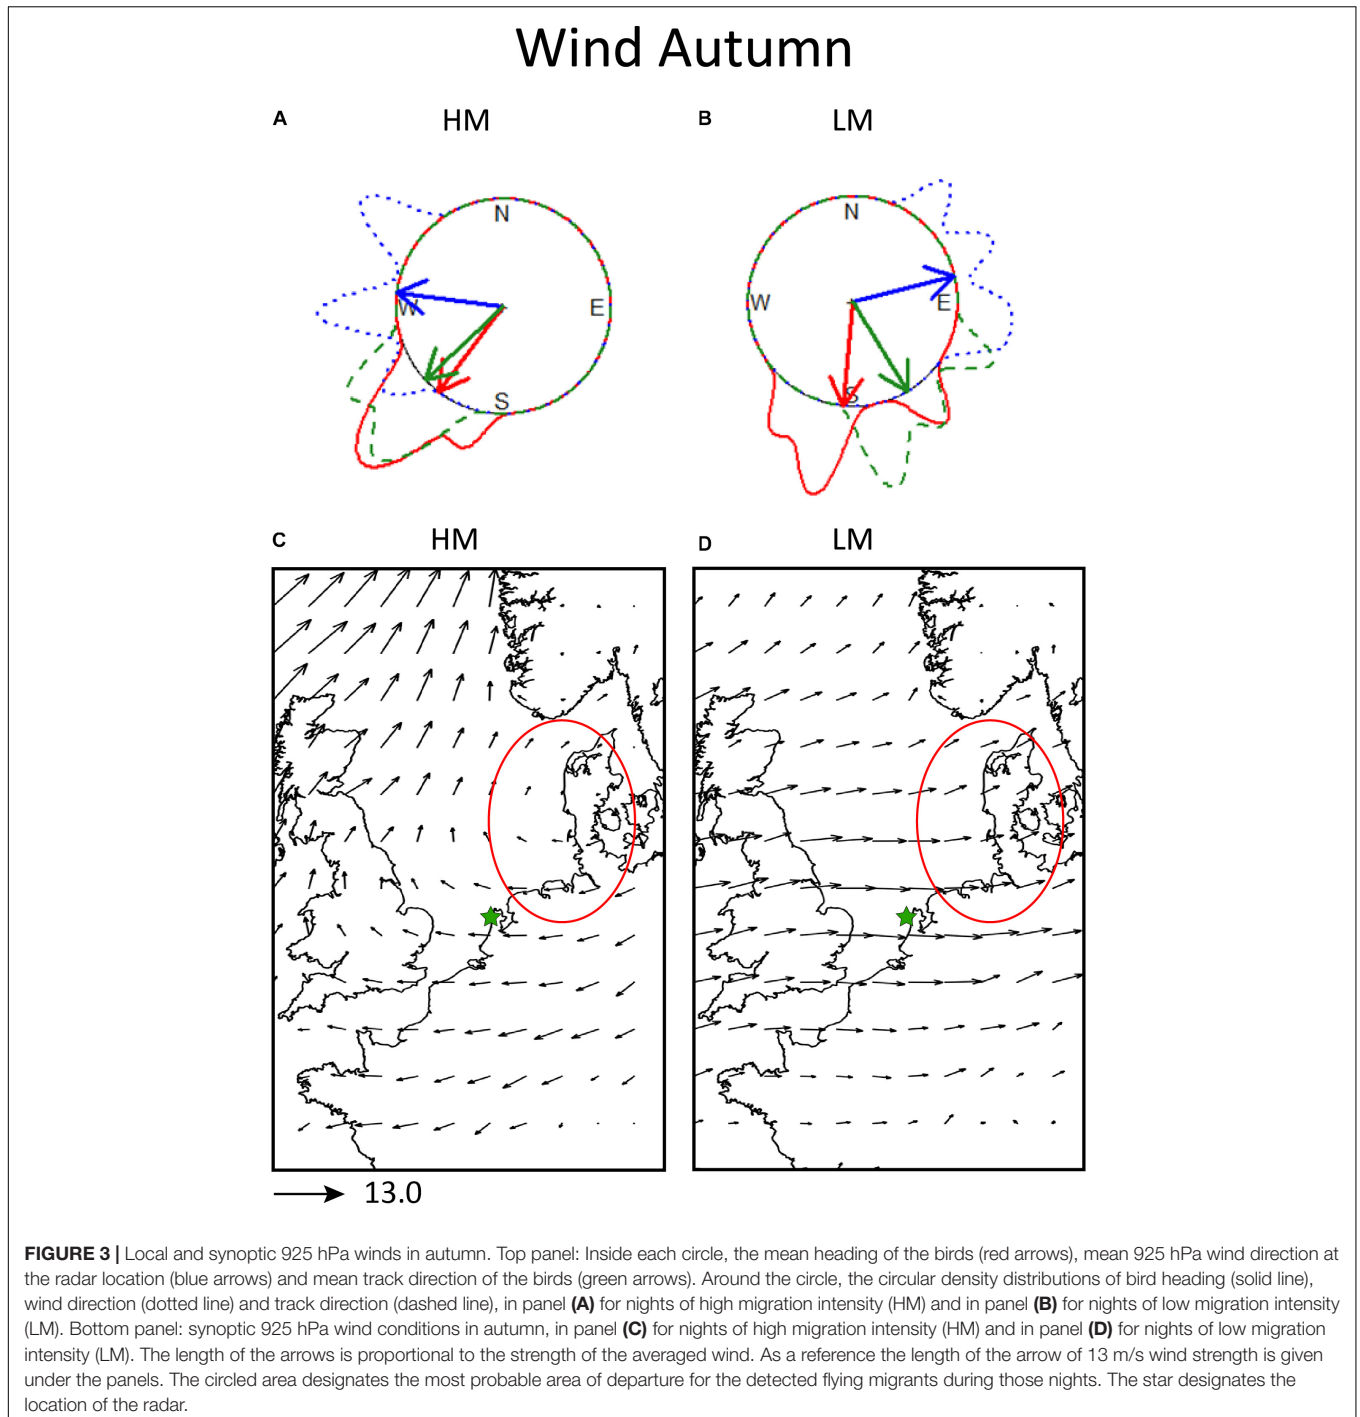 Wind Autumn
A
HM
B
LM
N
W
E
S
N
W
E
S
C
HM
D
LM
13.0
FIGURE 3 | Local and synoptic 925 hPa winds in autumn. Top panel: Inside each circle, the mean heading of the birds (red arrows), mean 925 hPa wind direction at
the radar location (blue arrows) and mean track direction of the birds (green arrows). Around the circle, the circular density distributions of bird heading (solid line),
wind direction (dotted line) and track direction (dashed line), in panel (A) for nights of high migration intensity (HM) and in panel (B) for nights of low migration intensity
(LM). Bottom panel: synoptic 925 hPa wind conditions in autumn, in panel (C) for nights of high migration intensity (HM) and in panel (D) for nights of low migration
intensity (LM). The length of the arrows is proportional to the strength of the averaged wind. As a reference the length of the arrow of 13 m/s wind strength is given
under the panels. The circled area designates the most probable area of departure for the detected flying migrants during those nights. The star designates the
location of the radar.